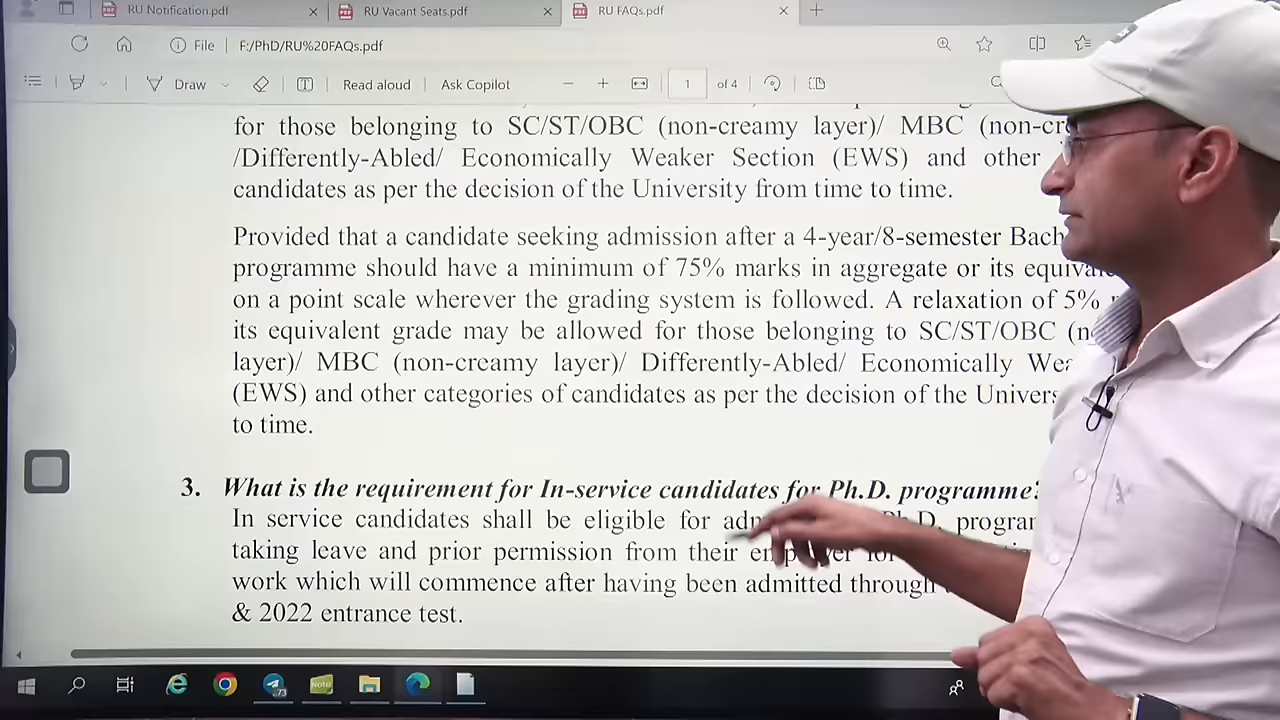 RU Notification.pdf
RU Vacant Seats.pdf
RU FAQs.pdf
File F:/PhD/RU%20FAQs.pdf
Draw Read aloud Ask Copilot 1 of 4
for those belonging to SC/ST/OBC (non-creamy layer)/ MBC
/Differently-Abled/ Economically Weaker Section (EWS) and other
candidates as per the decision of the University from time to time.
Provided that a candidate seeking admission after a 4-year/8-semester
programme should have a minimum of 75% marks in aggregate or its
on a point scale wherever the grading system is followed. A relaxation of 5%
its equivalent grade may be allowed for those belonging to SC/ST/OBC
layer)/ MBC (non-creamy layer)/ Differently-Abled/ Economically
(EWS) and other categories of candidates as per the decision of the
to time.
3. What is the requirement for In-service candidates for Ph.D. programme?
In service candidates shall be eligible for Ph.D.
taking leave and prior permission from their
work which will commence after having been admitted through
& 2022 entrance test.
73
Note